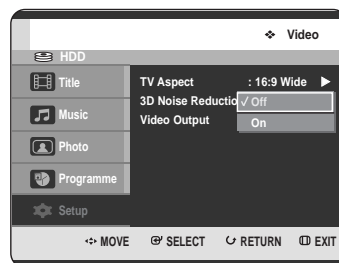 ❖ Video
HDD
Title
TV Aspect : 16:9 Wide ▶
3D Noise Reductio ✓ Off
Music
Video Output On
Photo
Programme
Setup
MOVE SELECT RETURN EXIT